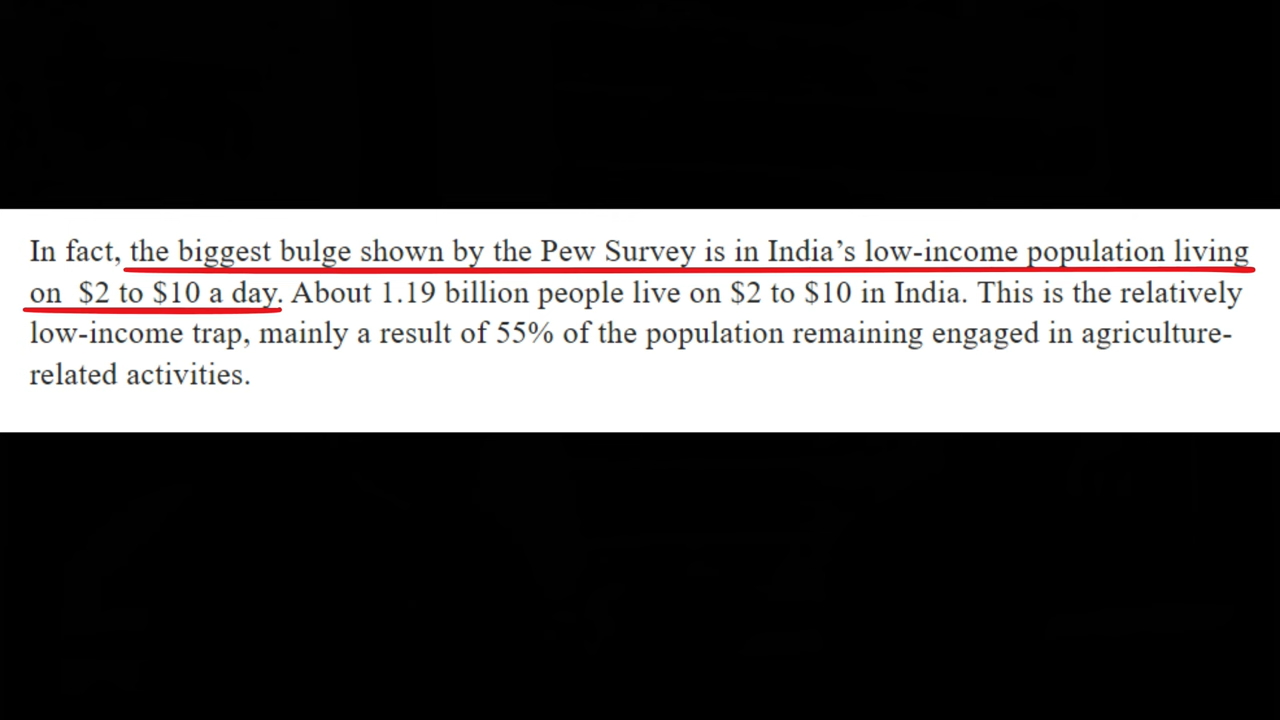 In fact, the biggest bulge shown by the Pew Survey is in India’s low-income population living
on  $2 to $10 a day. About 1.19 billion people live on $2 to $10 in India. This is the relatively
low-income trap, mainly a result of 55% of the population remaining engaged in agriculture-
related activities.